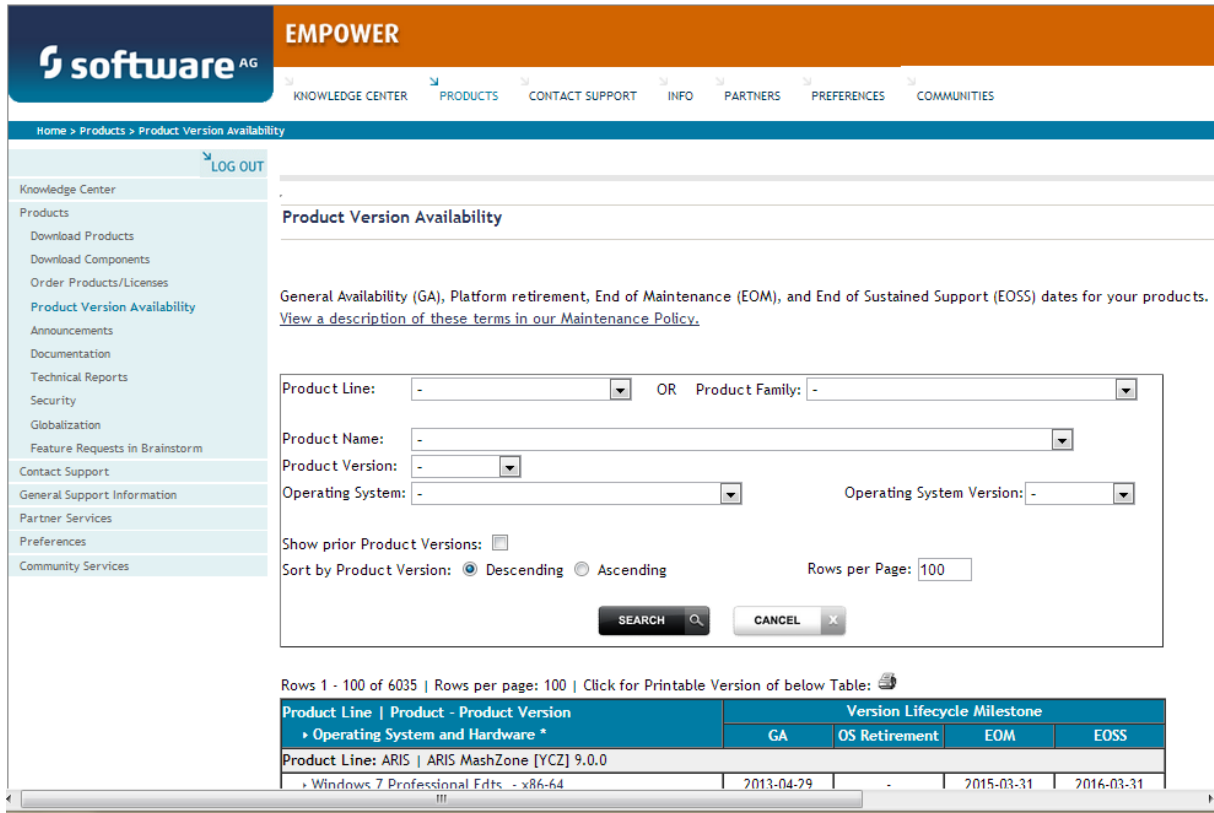 software AG
EMPOWER
KNOWLEDGE CENTER PRODUCTS CONTACT SUPPORT INFO PARTNERS PREFERENCES COMMUNITIES
Home > Products > Product Version Availability
LOG OUT
Knowledge Center
Products
Download Products
Download Components
Order Products/Licenses
Product Version Availability
Announcements
Documentation
Technical Reports
Security
Globalization
Feature Requests in Brainstorm
Contact Support
General Support Information
Partner Services
Preferences
Community Services
Product Version Availability
General Availability (GA), Platform retirement, End of Maintenance (EOM), and End of Sustained Support (EOSS) dates for your products.
View a description of these terms in our Maintenance Policy.
Product Line: - OR Product Family: -
Product Name: -
Product Version: -
Operating System: - Operating System Version: -
Show prior Product Versions:
Sort by Product Version: Descending Ascending Rows per Page: 100
SEARCH CANCEL X
Rows 1 - 100 of 6035 | Rows per page: 100 | Click for Printable Version of below Table:
Product Line | Product - Product Version Version Lifecycle Milestone
Operating System and Hardware * GA OS Retirement EOM EOSS
Product Line: ARIS | ARIS MashZone [YCZ] 9.0.0
Windows 7 Professional Edts. - x86-64 2013-04-29 - 2015-03-31 2016-03-31